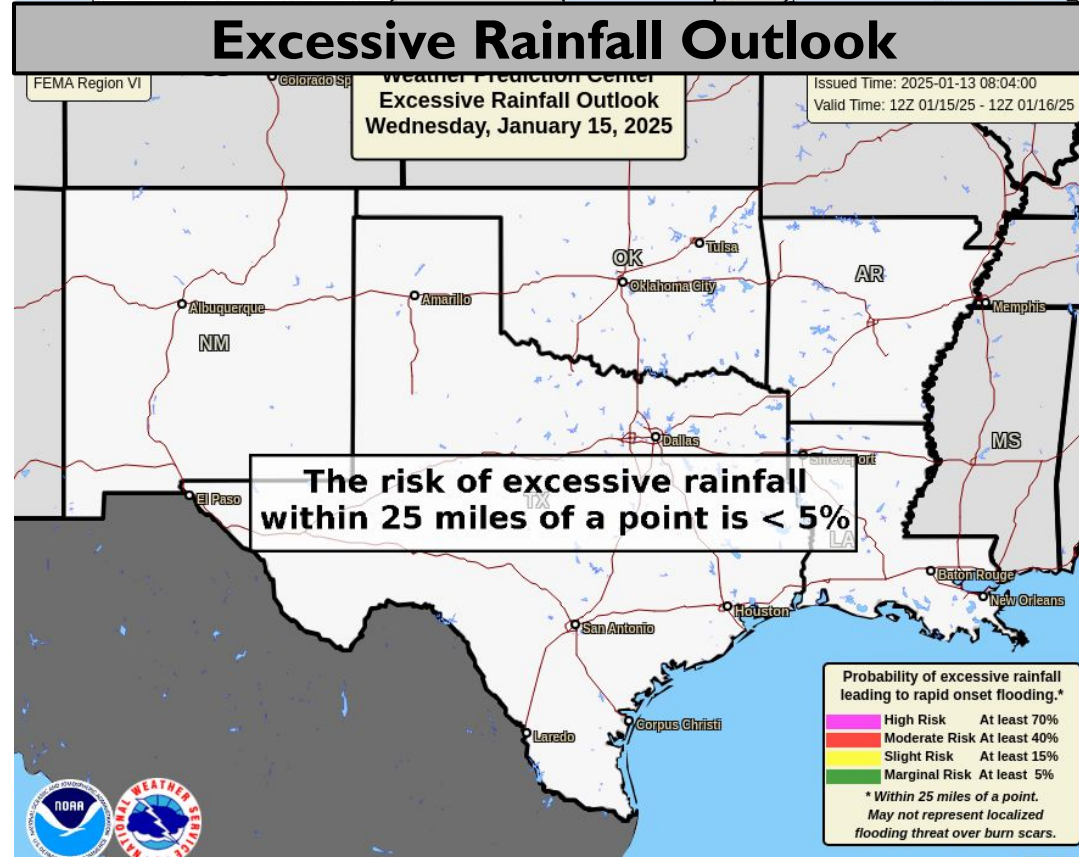 Excessive Rainfall Outlook
FEMA Region VI
Colorado Sp
Weather Prediction Center
Excessive Rainfall Outlook
Wednesday, January 15, 2025
Issued Time: 2025-01-13 08:04:00
Valid Time: 12Z 01/15/25 - 12Z 01/16/25
Tulsa
OK
Oklahoma City
AR
Albuquerque
Amarillo
Memphis
NM
Dallas
MS
Shreveport
The risk of excessive rainfall
within 25 miles of a point is < 5%
El Paso
TX
LA
Baton Rouge
New Orleans
Houston
San Antonio
Corpus Christi
Laredo
Probability of excessive rainfall
leading to rapid onset flooding.*
High Risk At least 70%
Moderate Risk At least 40%
Slight Risk At least 15%
Marginal Risk At least 5%
* Within 25 miles of a point.
May not represent localized
flooding threat over burn scars.
NOAA
NATIONAL WEATHER SERVICE